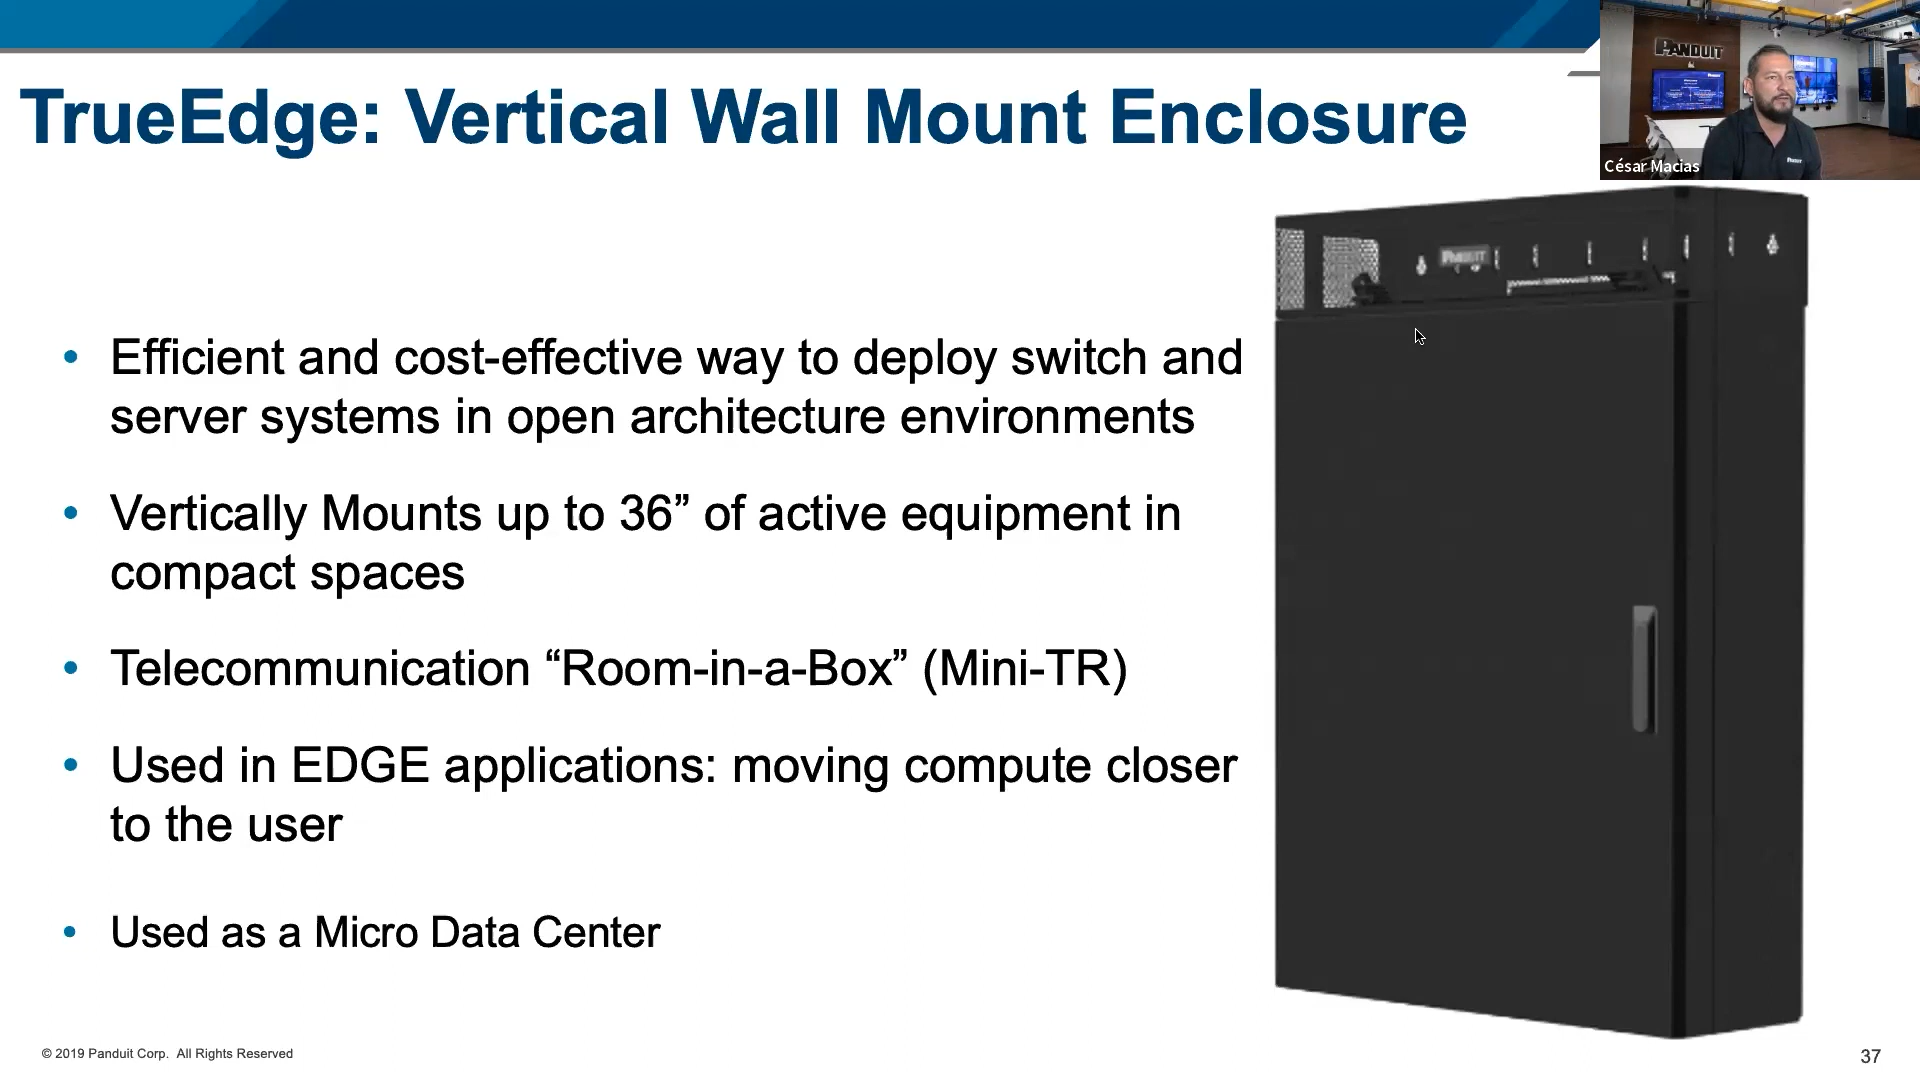 PANDUIT
TrueEdge: Vertical Wall Mount Enclosure
César Macias
PANDUIT
• Efficient and cost-effective way to deploy switch and
server systems in open architecture environments
• Vertically Mounts up to 36” of active equipment in
compact spaces
• Telecommunication “Room-in-a-Box” (Mini-TR)
• Used in EDGE applications: moving compute closer
to the user
• Used as a Micro Data Center
© 2019 Panduit Corp. All Rights Reserved
37